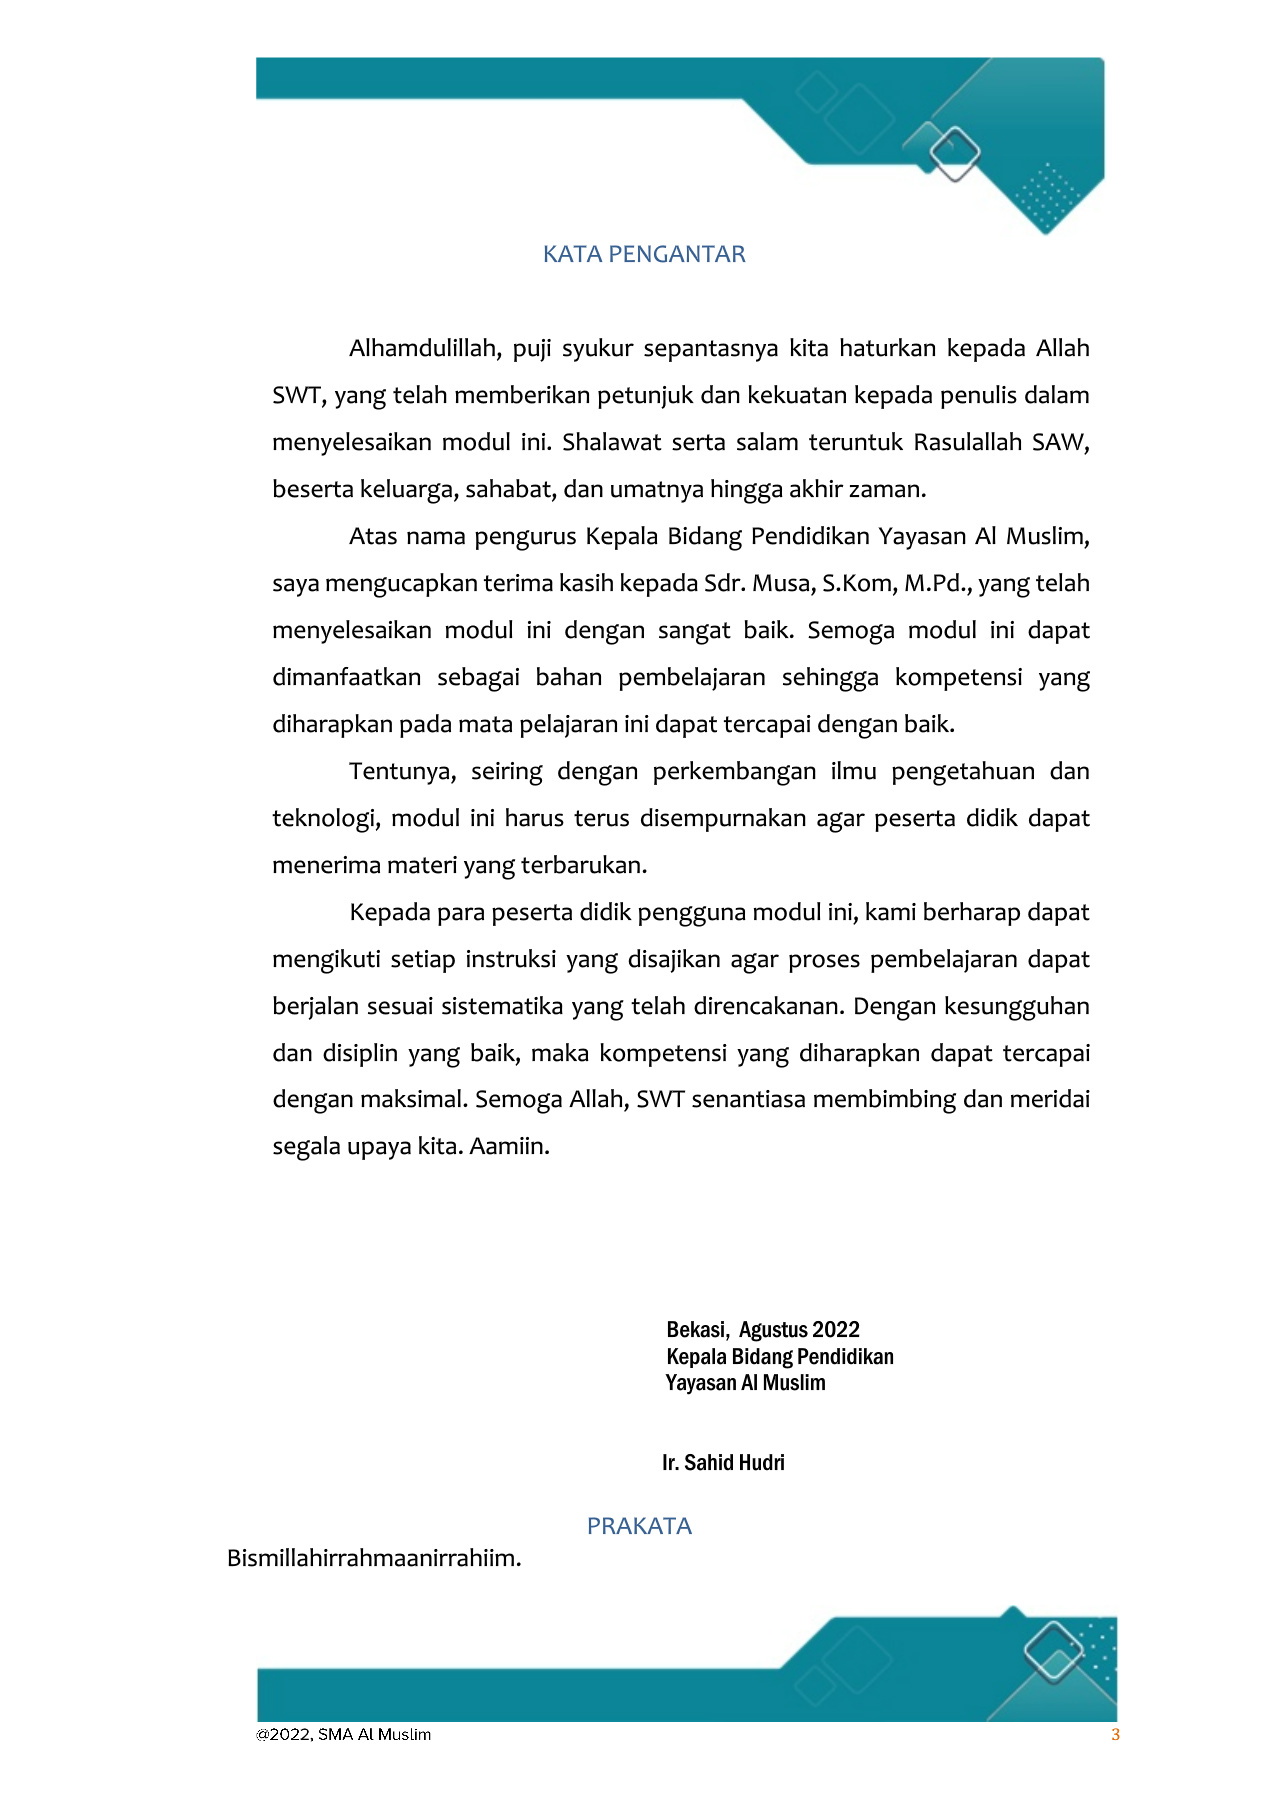 KATA PENGANTAR
Alhamdulillah, puji syukur sepantasnya kita haturkan kepada Allah
SWT, yang telah memberikan petunjuk dan kekuatan kepada penulis dalam
menyelesaikan modul ini. Shalawat serta salam teruntuk Rasulallah SAW,
beserta keluarga, sahabat, dan umatnya hingga akhir zaman.
Atas nama pengurus Kepala Bidang Pendidikan Yayasan Al Muslim,
saya mengucapkan terima kasih kepada Sdr. Musa, S.Kom, M.Pd., yang telah
menyelesaikan modul ini dengan sangat baik. Semoga modul ini dapat
dimanfaatkan sebagai bahan pembelajaran sehingga kompetensi yang
diharapkan pada mata pelajaran ini dapat tercapai dengan baik.
Tentunya, seiring dengan perkembangan ilmu pengetahuan dan
teknologi, modul ini harus terus disempurnakan agar peserta didik dapat
menerima materi yang terbarukan.
Kepada para peserta didik pengguna modul ini, kami berharap dapat
mengikuti setiap instruksi yang disajikan agar proses pembelajaran dapat
berjalan sesuai sistematika yang telah direncakanan. Dengan kesungguhan
dan disiplin yang baik, maka kompetensi yang diharapkan dapat tercapai
dengan maksimal. Semoga Allah, SWT senantiasa membimbing dan meridai
segala upaya kita. Aamiin.
Bekasi, Agustus 2022
Kepala Bidang Pendidikan
Yayasan Al Muslim
Ir. Sahid Hudri
PRAKATA
Bismillahirrahmaanirrahiim.
@2022, SMA Al Muslim
3